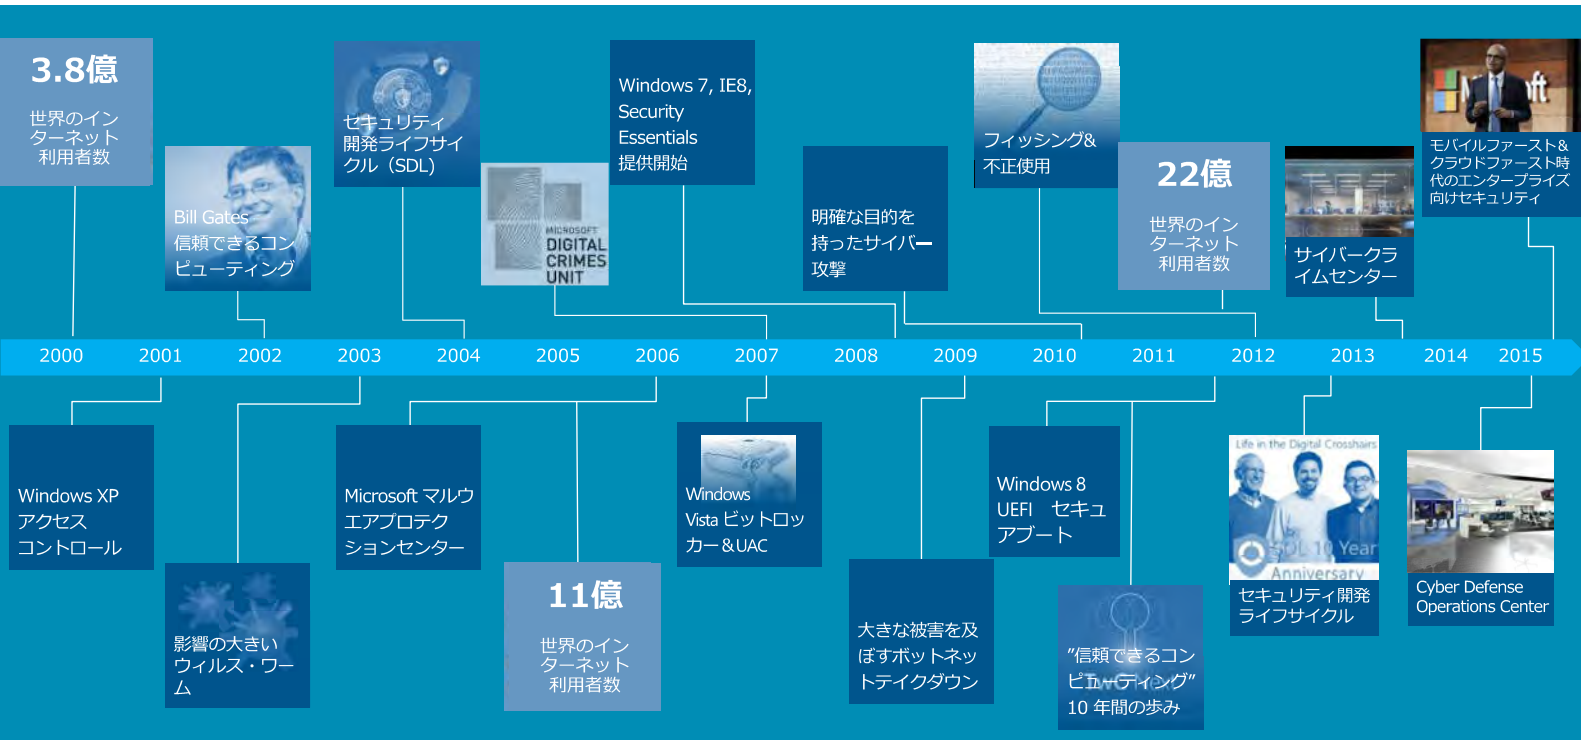 3.8億
世界のイン
ターネット
利用者数
Bill Gates
信頼できるコン
ピューティング
セキュリティ
開発ライフサイ
クル（SDL)
MICROSOFT
DIGITAL
CRIMES
UNIT
Windows 7, IE8,
Security
Essentials
提供開始
明確な目的を
持ったサイバー
攻撃
フィッシング&
不正使用
22億
世界のイン
ターネット
利用者数
サイバークラ
イムセンター
Microsoft
モバイルファースト&
クラウドファースト時
代のエンタープライズ
向けセキュリティ
2000 2001 2002 2003 2004 2005 2006 2007 2008 2009 2010 2011 2012 2013 2014 2015
Windows XP
アクセス
コントロール
影響の大きい
ウィルス・ワー
ム
Microsoft マルウ
エアプロテク
ションセンター
11億
世界のイン
ターネット
利用者数
Windows
Vista ビットロッ
カー＆UAC
大きな被害を及
ぼすボットネッ
トテイクダウン
Windows 8
UEFI　セキュ
アブート
”信頼できるコン
ピューティング”
10 年間の歩み
Life in the Digital Crosshairs
SDL 10 Year
Anniversary
セキュリティ開発
ライフサイクル
Cyber Defense
Operations Center